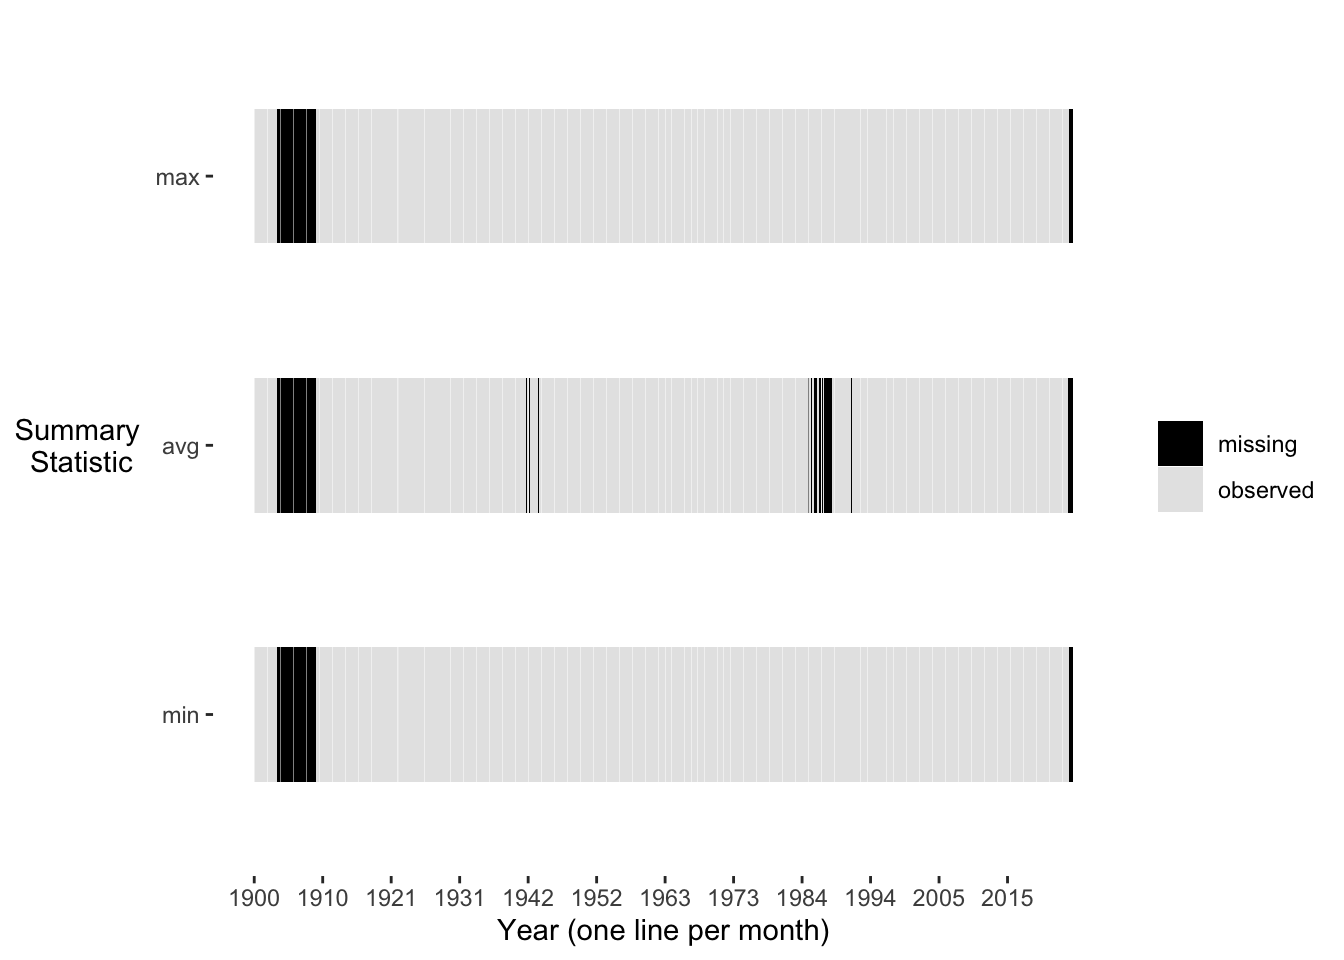 max
Summary
Statistic
avg
missing
observed
min
1900 1910 1921 1931 1942 1952 1963 1973 1984 1994 2005 2015
Year (one line per month)